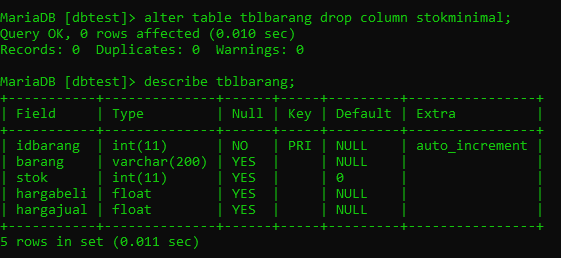 MariaDB [dbtest]> alter table tblbarang drop column stokminimal;
Query OK, 0 rows affected (0.010 sec)
Records: 0  Duplicates: 0  Warnings: 0

MariaDB [dbtest]> describe tblbarang;
+-----------+--------------+------+-----+---------+----------------+
| Field     | Type         | Null | Key | Default | Extra          |
+-----------+--------------+------+-----+---------+----------------+
| idbarang  | int(11)      | NO   | PRI | NULL    | auto_increment |
| barang    | varchar(200) | YES  |     | NULL    |                |
| stok      | int(11)      | YES  |     | 0       |                |
| hargabeli | float        | YES  |     | NULL    |                |
| hargajual | float        | YES  |     | NULL    |                |
+-----------+--------------+------+-----+---------+----------------+
5 rows in set (0.011 sec)